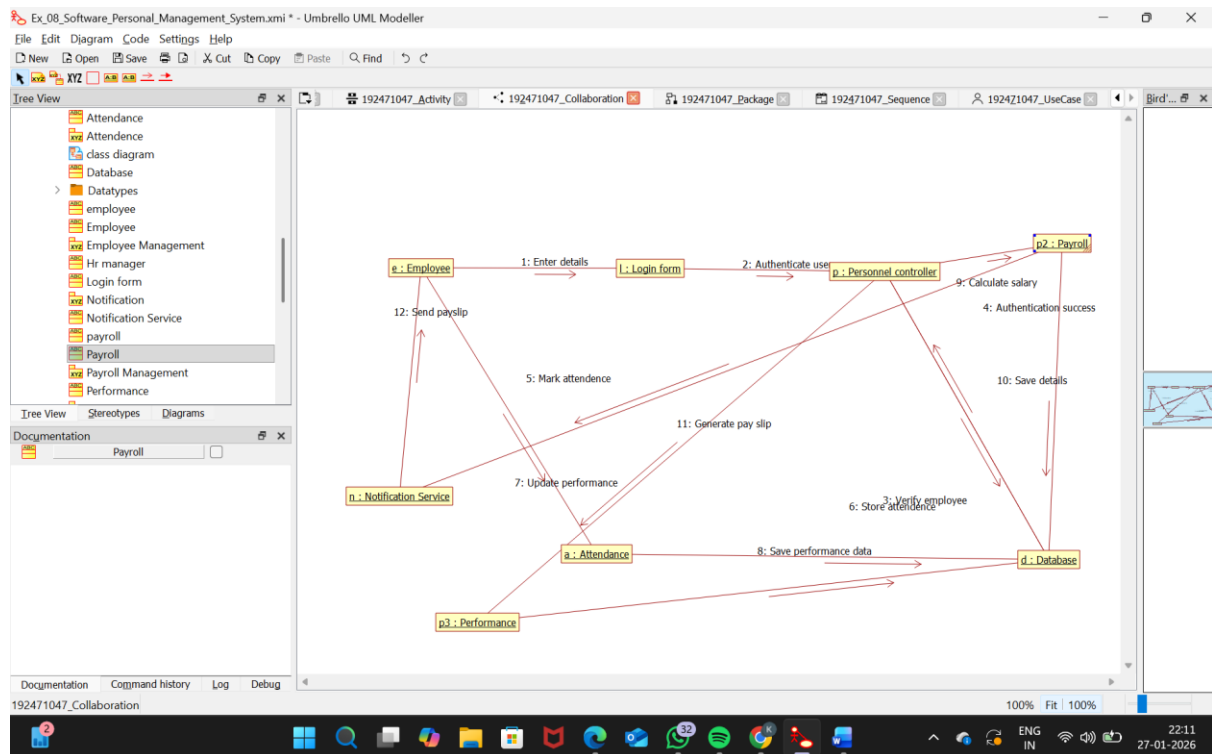 Ex_08_Software_Personal_Management_System.xmi * - Umbrello UML Modeller
File Edit Diagram Code Settings Help
New Open Save Cut Copy Paste Find
XYZ
Tree View
192471047_Activity 192471047_Collaboration 192471047_Package 192471047_Sequence 192471047_UseCase
Bird'...
Attendance
Attendence
class diagram
Database
Datatypes
employee
Employee
Employee Management
Hr manager
Login form
Notification
Notification Service
payroll
Payroll
Payroll Management
Performance
Tree View Stereotypes Diagrams
Documentation
Payroll
Documentation Command history Log Debug
p2 : Payroll
e : Employee
1: Enter details
l : Login form
2: Authenticate use
p : Personnel controller
9: Calculate salary
4: Authentication success
12: Send payslip
5: Mark attendence
10: Save details
11: Generate pay slip
7: Update performance
n : Notification Service
3: Verify employee
6: Store attendence
a : Attendance
8: Save performance data
d : Database
p3 : Performance
192471047_Collaboration
100% Fit 100%
2
32
ENG
IN
22:11
27-01-2026